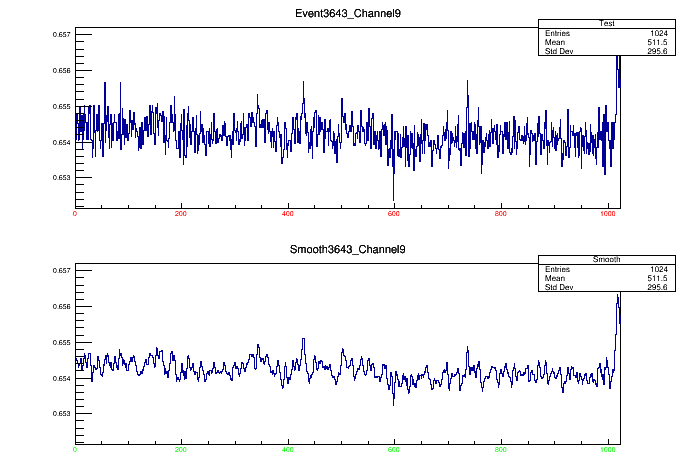 Event3643_Channel9
Test
Entries 1024
Mean 511.5
Std Dev 295.6
0.657
0.656
0.655
0.654
0.653
0 200 400 600 800 1000
Smooth3643_Channel9
Smooth
Entries 1024
Mean 511.5
Std Dev 295.6
0.657
0.656
0.655
0.654
0.653
0 200 400 600 800 1000